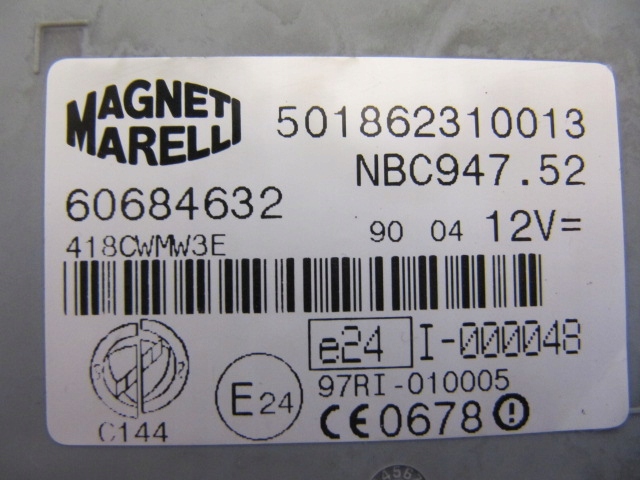 MAGNETI
MARELLI
501862310013
NBC947.52
60684632
418CWMW3E
90 04 12V=
e24 I-000048
97RI-010005
E24
CE0678
C144